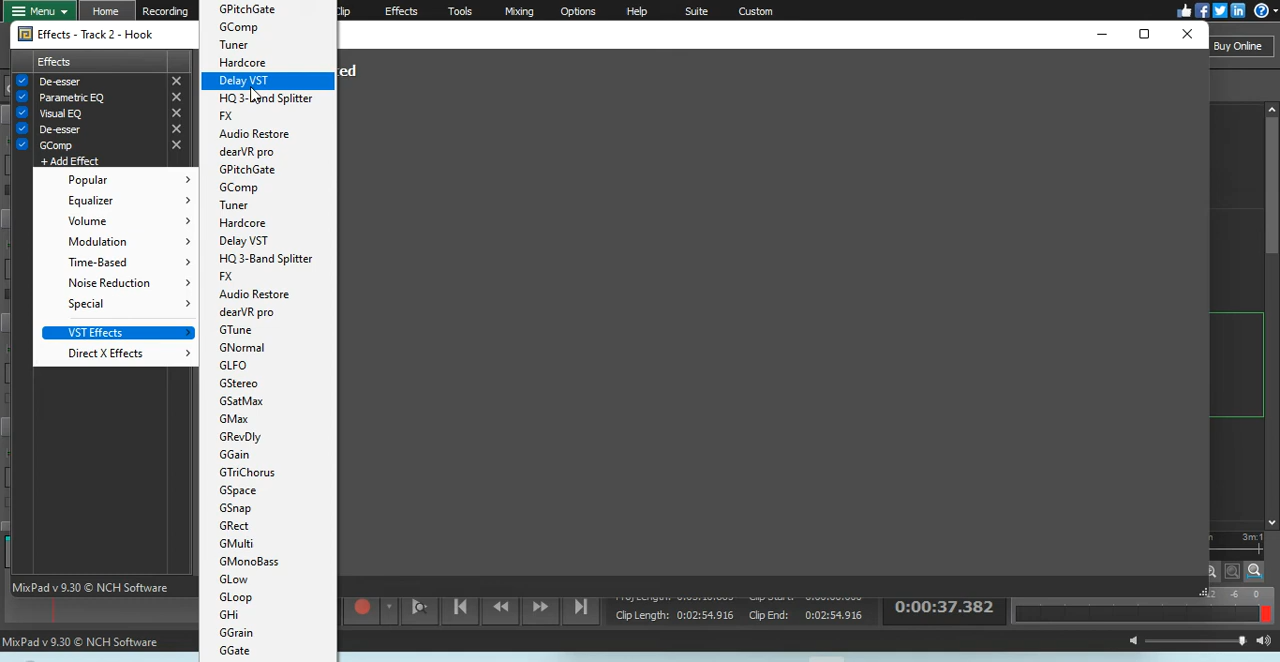 Menu Home Recording Clip Effects Tools Mixing Options Help Suite Custom
Effects - Track 2 - Hook
Buy Online
Effects
De-esser
Parametric EQ
Visual EQ
De-esser
GComp
+ Add Effect
Popular
Equalizer
Volume
Modulation
Time-Based
Noise Reduction
Special
VST Effects
Direct X Effects
GPitchGate
GComp
Tuner
Hardcore
Delay VST
HQ 3-Band Splitter
FX
Audio Restore
dearVR pro
GPitchGate
GComp
Tuner
Hardcore
Delay VST
HQ 3-Band Splitter
FX
Audio Restore
dearVR pro
GTune
GNormal
GLFO
GStereo
GSatMax
GMax
GRevDly
GGain
GTriChorus
GSpace
GSnap
GRect
GMulti
GMonoBass
GLow
GLoop
GHi
GGrain
GGate
MixPad v 9.30 © NCH Software
Clip Length: 0:02:54.916 Clip End: 0:02:54.916
0:00:37.382
-6 0
MixPad v 9.30 © NCH Software